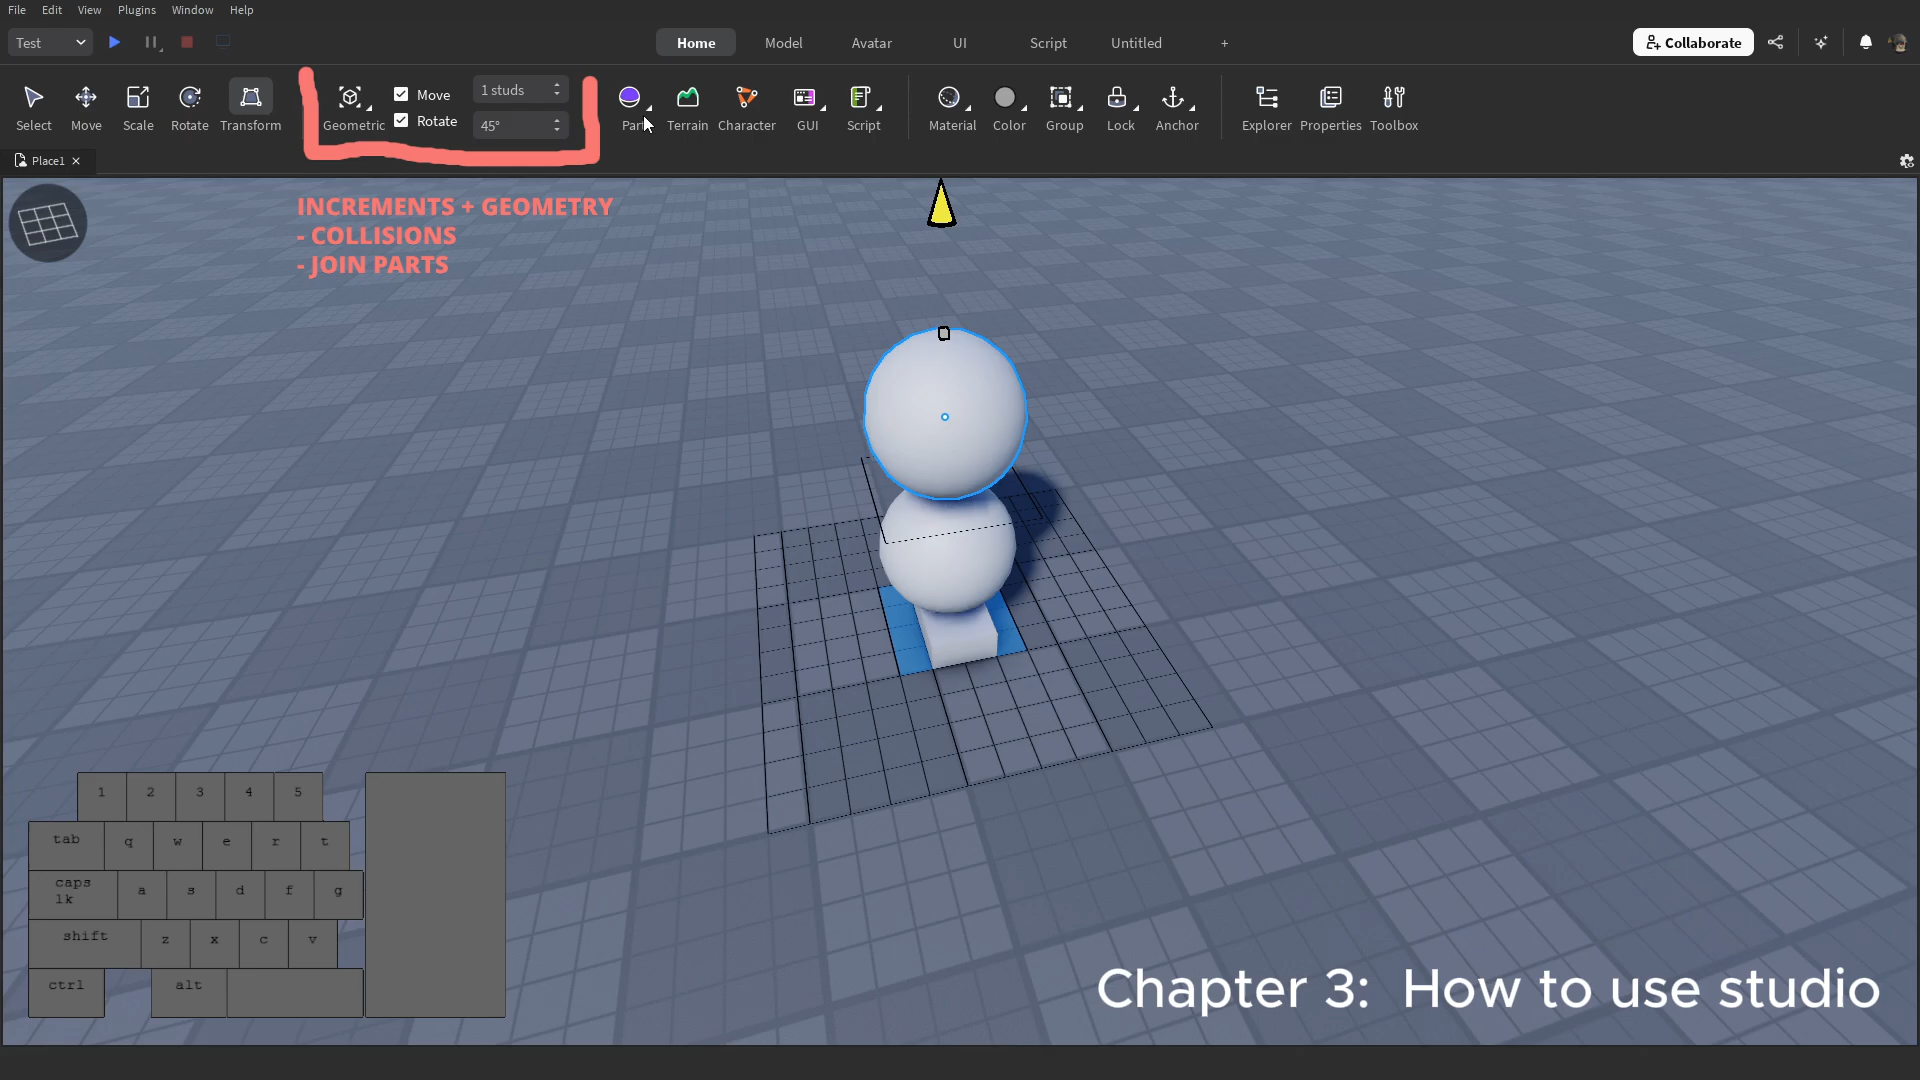 File Edit View Plugins Window Help
Test Home Model Avatar UI Script Untitled + Collaborate
Move 1 studs
Rotate 45°
Select Move Scale Rotate Transform Geometric Part Terrain Character GUI Script Material Color Group Lock Anchor Explorer Properties Toolbox
Place1
INCREMENTS + GEOMETRY
- COLLISIONS
- JOIN PARTS
1 2 3 4 5
tab q w e r t
caps
lk a s d f g
shift z x c v
ctrl alt
Chapter 3: How to use studio